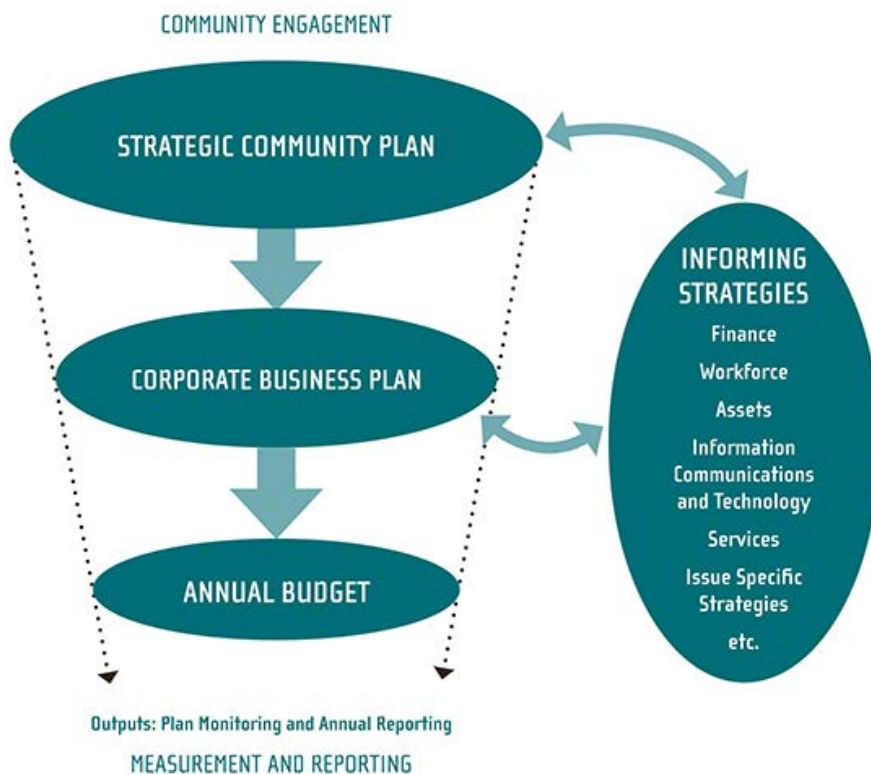 COMMUNITY ENGAGEMENT
STRATEGIC COMMUNITY PLAN
CORPORATE BUSINESS PLAN
ANNUAL BUDGET
INFORMING
STRATEGIES
Finance
Workforce
Assets
Information
Communications
and Technology
Services
Issue Specific
Strategies
etc.
Outputs: Plan Monitoring and Annual Reporting
MEASUREMENT AND REPORTING